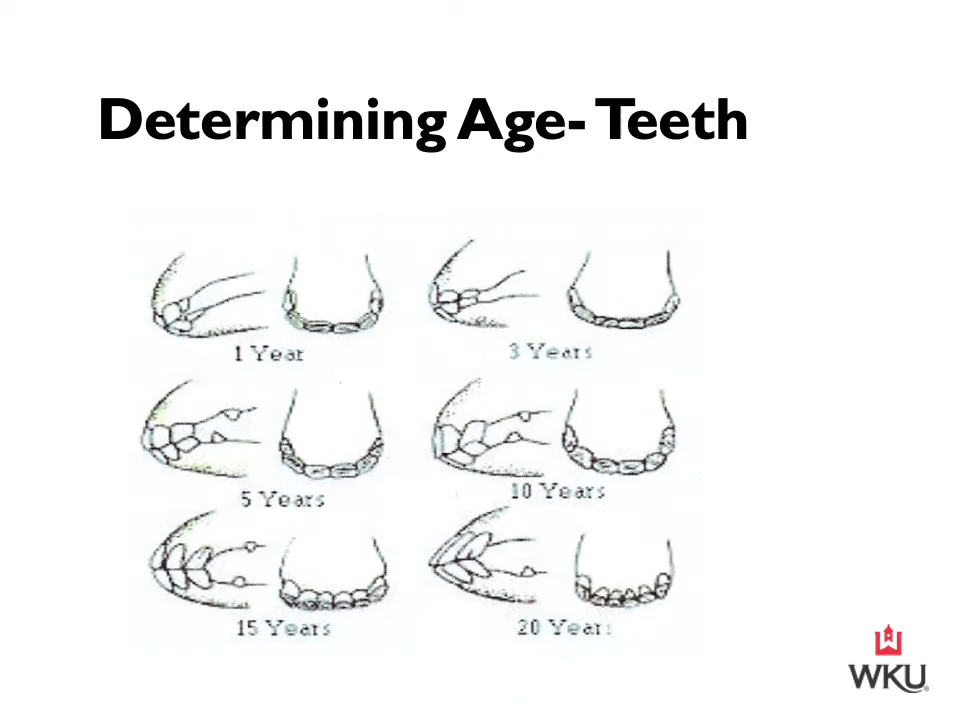 Determining Age- Teeth
1 Year
3 Years
5 Years
10 Years
15 Years
20 Years
WKU®